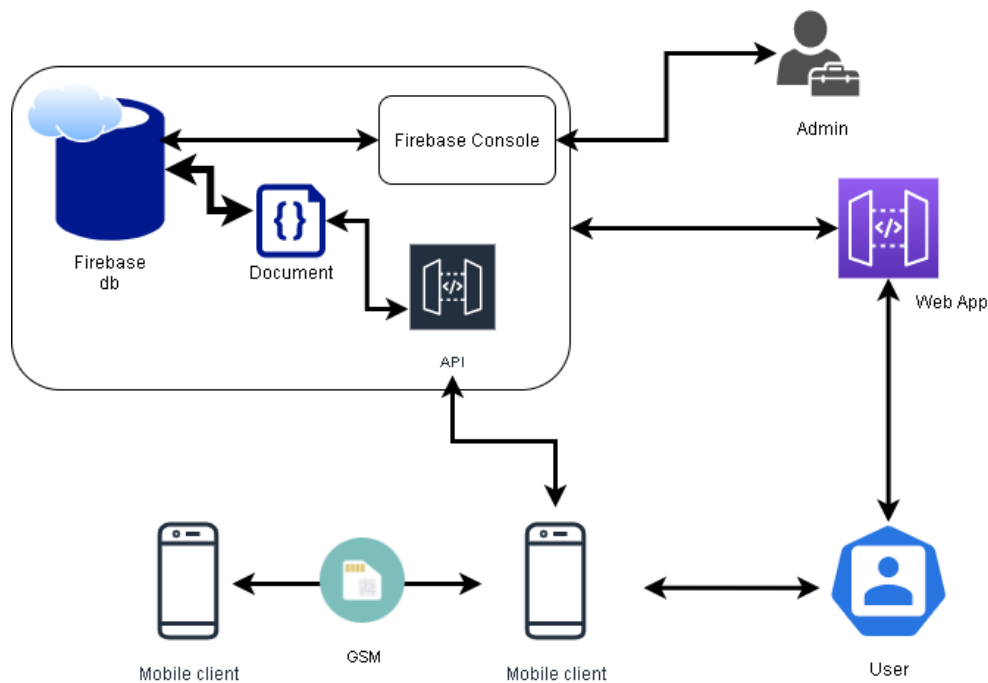 Admin
Firebase Console
Firebase
db
Document
Web App
API
GSM
Mobile client
Mobile client
User